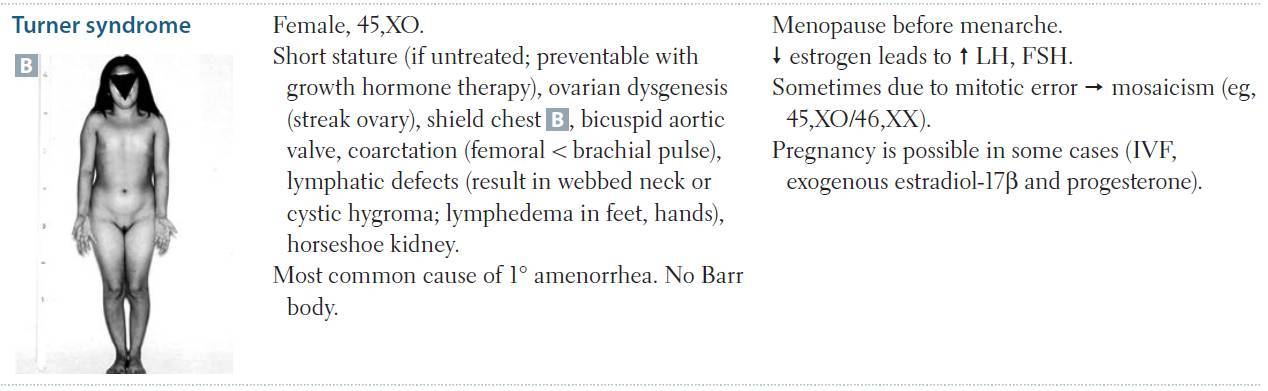 Turner syndrome
B
Female, 45,XO.
Short stature (if untreated; preventable with
growth hormone therapy), ovarian dysgenesis
(streak ovary), shield chest B, bicuspid aortic
valve, coarctation (femoral < brachial pulse),
lymphatic defects (result in webbed neck or
cystic hygroma; lymphedema in feet, hands),
horseshoe kidney.
Most common cause of 1° amenorrhea. No Barr
body.
Menopause before menarche.
↓ estrogen leads to ↑ LH, FSH.
Sometimes due to mitotic error → mosaicism (eg,
45,XO/46,XX).
Pregnancy is possible in some cases (IVF,
exogenous estradiol-17β and progesterone).